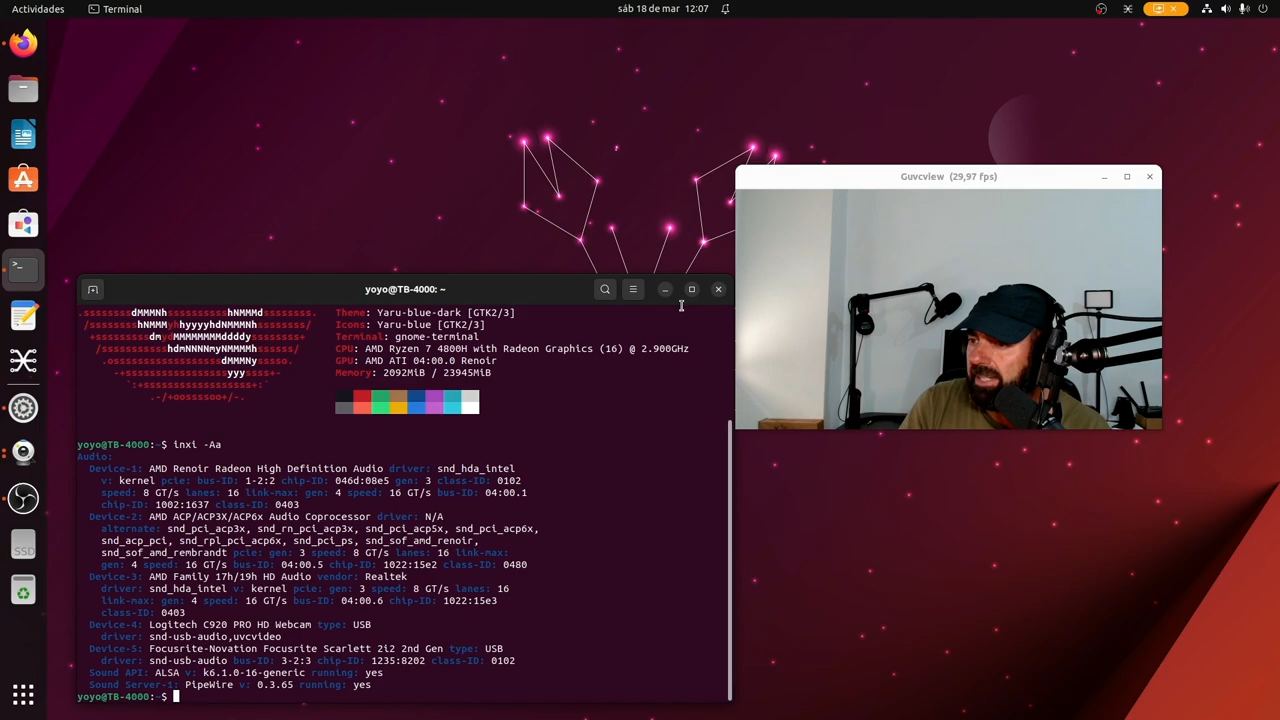 Actividades
Terminal
sáb 18 de mar 12:07
Guvcview (29,97 fps)
yoyo@TB-4000: ~
.ssssssssdMMMNhsssssssssshNMMMdssssssss.
Theme: Yaru-blue-dark [GTK2/3]
/sssssssshNMMMyhhyyyyhdNMMMNhssssssss/
Icons: Yaru-blue [GTK2/3]
+sssssssssdmydMMMMMMMMddddyssssssss+
Terminal: gnome-terminal
/ssssssssssshdmNNNNmyNMMMMhssssss/
CPU: AMD Ryzen 7 4800H with Radeon Graphics (16) @ 2.900GHz
.ossssssssssssssssssdMMMNysssso.
GPU: AMD ATI 04:00.0 Renoir
-+sssssssssssssssssyyyssss+-
Memory: 2092MiB / 23945MiB
`:+ssssssssssssssssss+:`
.-/+oossssoo+/-.
yoyo@TB-4000:~$ inxi -Aa
Audio:
Device-1: AMD Renoir Radeon High Definition Audio driver: snd_hda_intel
v: kernel pcie: bus-ID: 1-2:2 chip-ID: 046d:08e5 gen: 3 class-ID: 0102
speed: 8 GT/s lanes: 16 link-max: gen: 4 speed: 16 GT/s bus-ID: 04:00.1
chip-ID: 1002:1637 class-ID: 0403
Device-2: AMD ACP/ACP3X/ACP6x Audio Coprocessor driver: N/A
alternate: snd_pci_acp3x, snd_rn_pci_acp3x, snd_pci_acp5x, snd_pci_acp6x,
snd_acp_pci, snd_rpl_pci_acp6x, snd_pci_ps, snd_sof_amd_renoir,
snd_sof_amd_rembrandt pcie: gen: 3 speed: 8 GT/s lanes: 16 link-max:
gen: 4 speed: 16 GT/s bus-ID: 04:00.5 chip-ID: 1022:15e2 class-ID: 0480
Device-3: AMD Family 17h/19h HD Audio vendor: Realtek
driver: snd_hda_intel v: kernel pcie: gen: 3 speed: 8 GT/s lanes: 16
link-max: gen: 4 speed: 16 GT/s bus-ID: 04:00.6 chip-ID: 1022:15e3
class-ID: 0403
Device-4: Logitech C920 PRO HD Webcam type: USB
driver: snd-usb-audio,uvcvideo
Device-5: Focusrite-Novation Focusrite Scarlett 2i2 2nd Gen type: USB
driver: snd-usb-audio bus-ID: 3-2:3 chip-ID: 1235:8202 class-ID: 0102
Sound API: ALSA v: k6.1.0-16-generic running: yes
Sound Server-1: PipeWire v: 0.3.65 running: yes
yoyo@TB-4000:~$
SSD